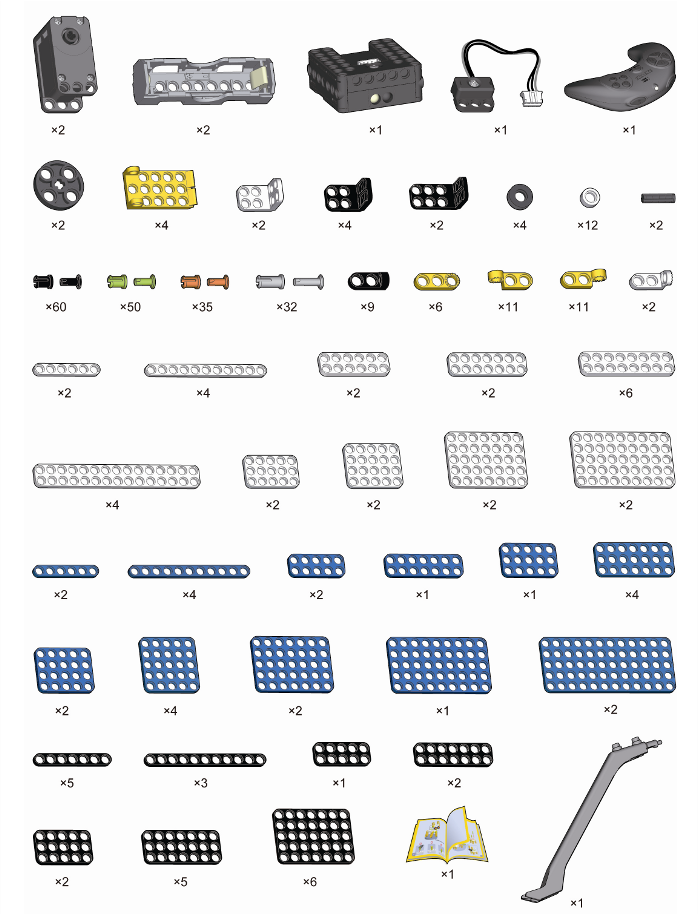 ×2 ×2 ×1 ×1 ×1
×2 ×4 ×2 ×4 ×2 ×4 ×12 ×2
×60 ×50 ×35 ×32 ×9 ×6 ×11 ×11 ×2
×2 ×4 ×2 ×2 ×6
×4 ×2 ×2 ×2 ×2
×2 ×4 ×2 ×1 ×1 ×4
×2 ×4 ×2 ×1 ×2
×5 ×3 ×1 ×2
×2 ×5 ×6 ×1 ×1